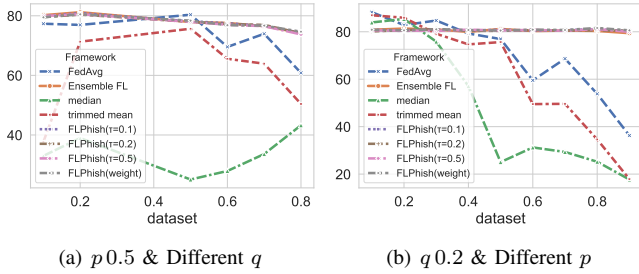 80
60
40
Framework
FedAvg
Ensemble FL
median
trimmed mean
FLPhish(τ=0.1)
FLPhish(τ=0.2)
FLPhish(τ=0.5)
FLPhish(weight)
0.2 0.4 0.6 0.8
dataset
(a) p 0.5 & Different q
80
60
40
20
Framework
FedAvg
Ensemble FL
median
trimmed mean
FLPhish(τ=0.1)
FLPhish(τ=0.2)
FLPhish(τ=0.5)
FLPhish(weight)
0.2 0.4 0.6 0.8
dataset
(b) q 0.2 & Different p